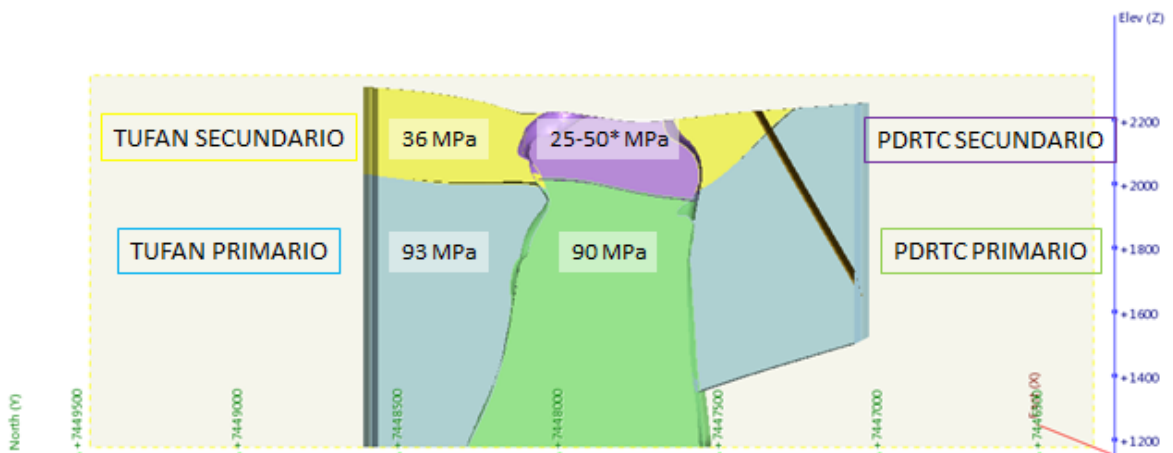 Elev (Z)
+2200
TUFAN SECUNDARIO
36 MPa
25-50* MPa
PDRTC SECUNDARIO
+2000
+1800
TUFAN PRIMARIO
93 MPa
90 MPa
PDRTC PRIMARIO
+1600
+1400
+1200
North (Y)
+7449500
+7449000
+7448500
+7448000
+7447500
+7447000